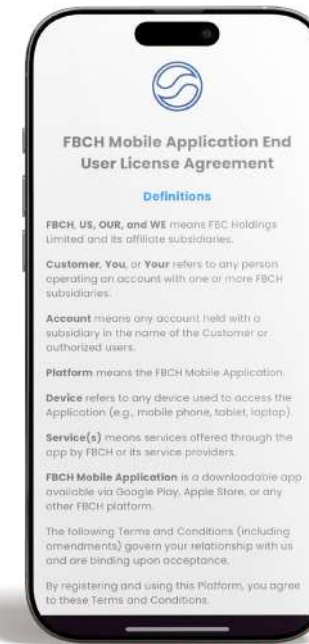 FBCH Mobile Application End
User License Agreement
Definitions
FBCH, US, OUR, and WE means FBC Holdings
Limited and its affiliate subsidiaries.
Customer, You, or Your refers to any person
operating an account with one or more FBCH
subsidiaries.
Account means any account held with a
subsidiary in the name of the Customer or
authorized users.
Platform means the FBCH Mobile Application.
Device refers to any device used to access the
Application (e.g., mobile phone, tablet, laptop).
Service(s) means services offered through the
app by FBCH or its service providers.
FBCH Mobile Application is a downloadable app
available via Google Play, Apple Store, or any
other FBCH platform.
The following Terms and Conditions (including
amendments) govern your relationship with us
and are binding upon acceptance.
By registering and using this Platform, you agree
to these Terms and Conditions.